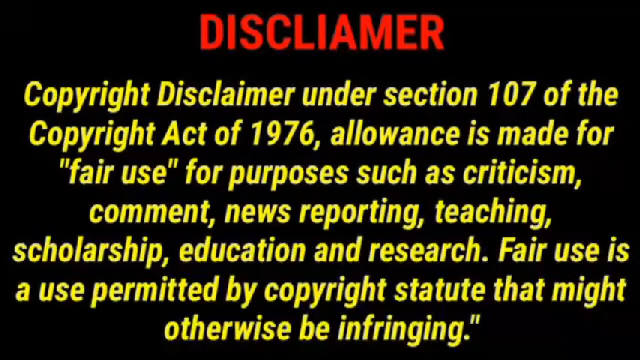 DISCLIAMER
Copyright Disclaimer under section 107 of the
Copyright Act of 1976, allowance is made for
"fair use" for purposes such as criticism,
comment, news reporting, teaching,
scholarship, education and research. Fair use is
a use permitted by copyright statute that might
otherwise be infringing."